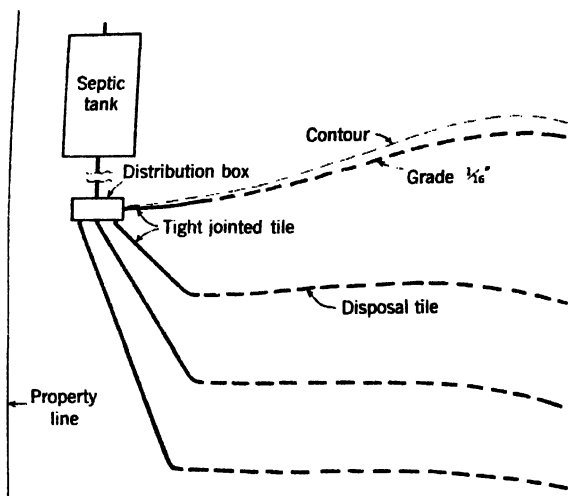 Septic
tank
Contour
Distribution box
Grade 1/16"
Tight jointed tile
Disposal tile
Property
line